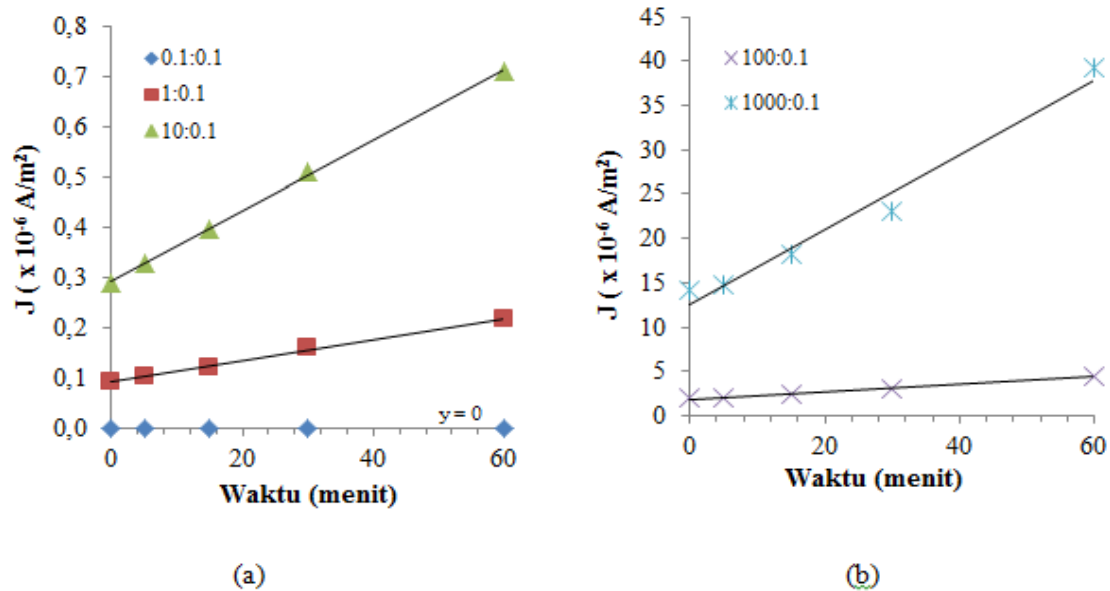 0,8
0,7
0,6
0,5
0,4
0,3
0,2
0,1
0,0
J ( x 10⁻⁶ A/m²)
0.1:0.1
1:0.1
10:0.1
y = 0
0 20 40 60
Waktu (menit)
(a)
45
40
35
30
25
20
15
10
5
0
J ( x 10⁻⁶ A/m²)
100:0.1
1000:0.1
0 20 40 60
Waktu (menit)
(b)